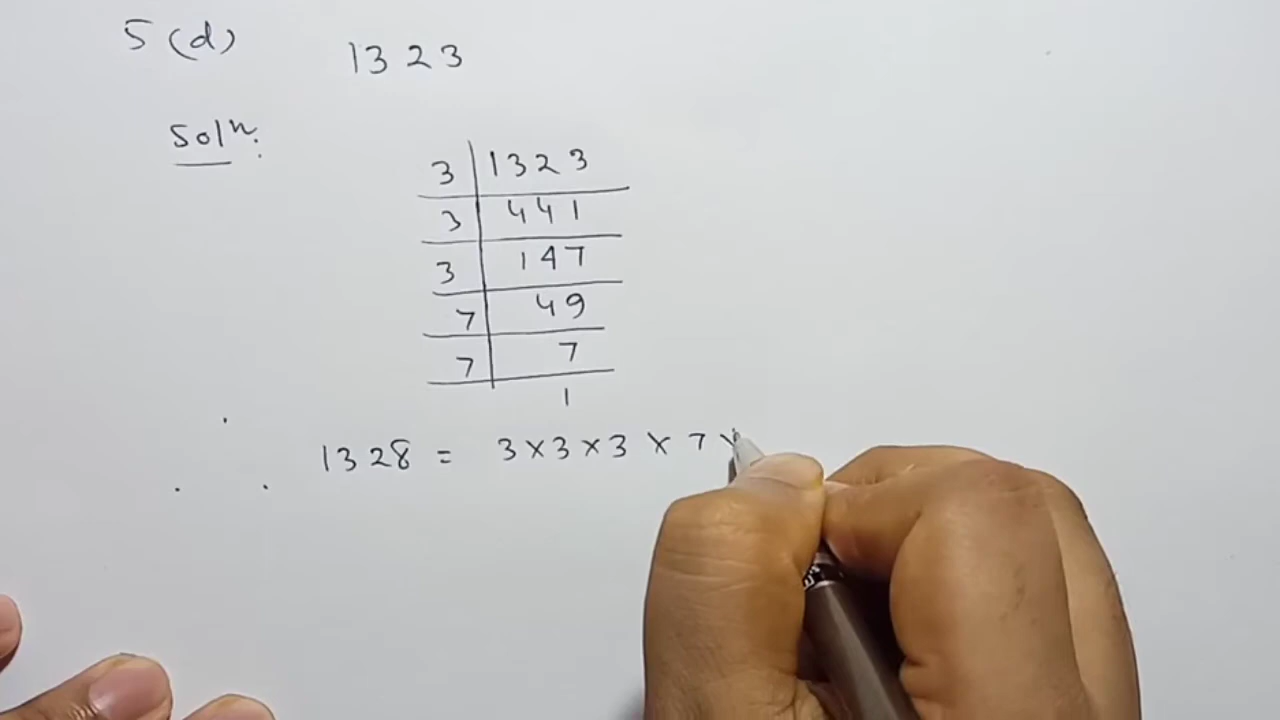 5 (d) 1323
Soln:
3 | 1323
3 | 441
3 | 147
7 | 49
7 | 7
1
∴ 1328 = 3 × 3 × 3 × 7 ×